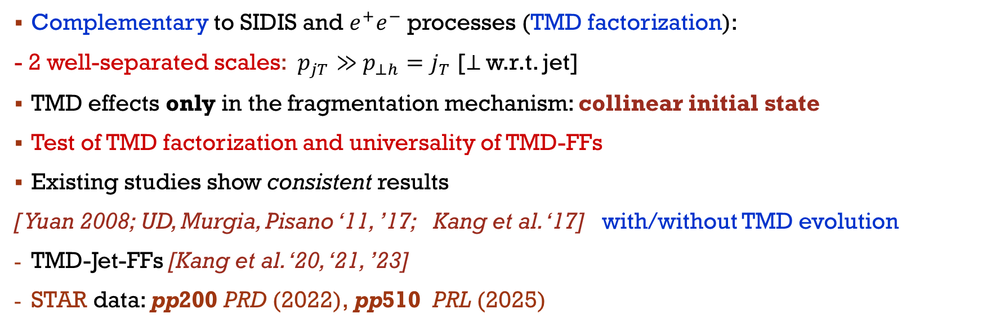 ▪ Complementary to SIDIS and e⁺e⁻ processes (TMD factorization):
- 2 well-separated scales: p_{jT} ≫ p_{⊥h} = j_T [⊥ w.r.t. jet]
▪ TMD effects only in the fragmentation mechanism: collinear initial state
▪ Test of TMD factorization and universality of TMD-FFs
▪ Existing studies show consistent results
[Yuan 2008; UD, Murgia, Pisano ‘11, ’17; Kang et al. ‘17] with/without TMD evolution
- TMD-Jet-FFs [Kang et al. ‘20, ‘21, ’23]
- STAR data: pp200 PRD (2022), pp510 PRL (2025)